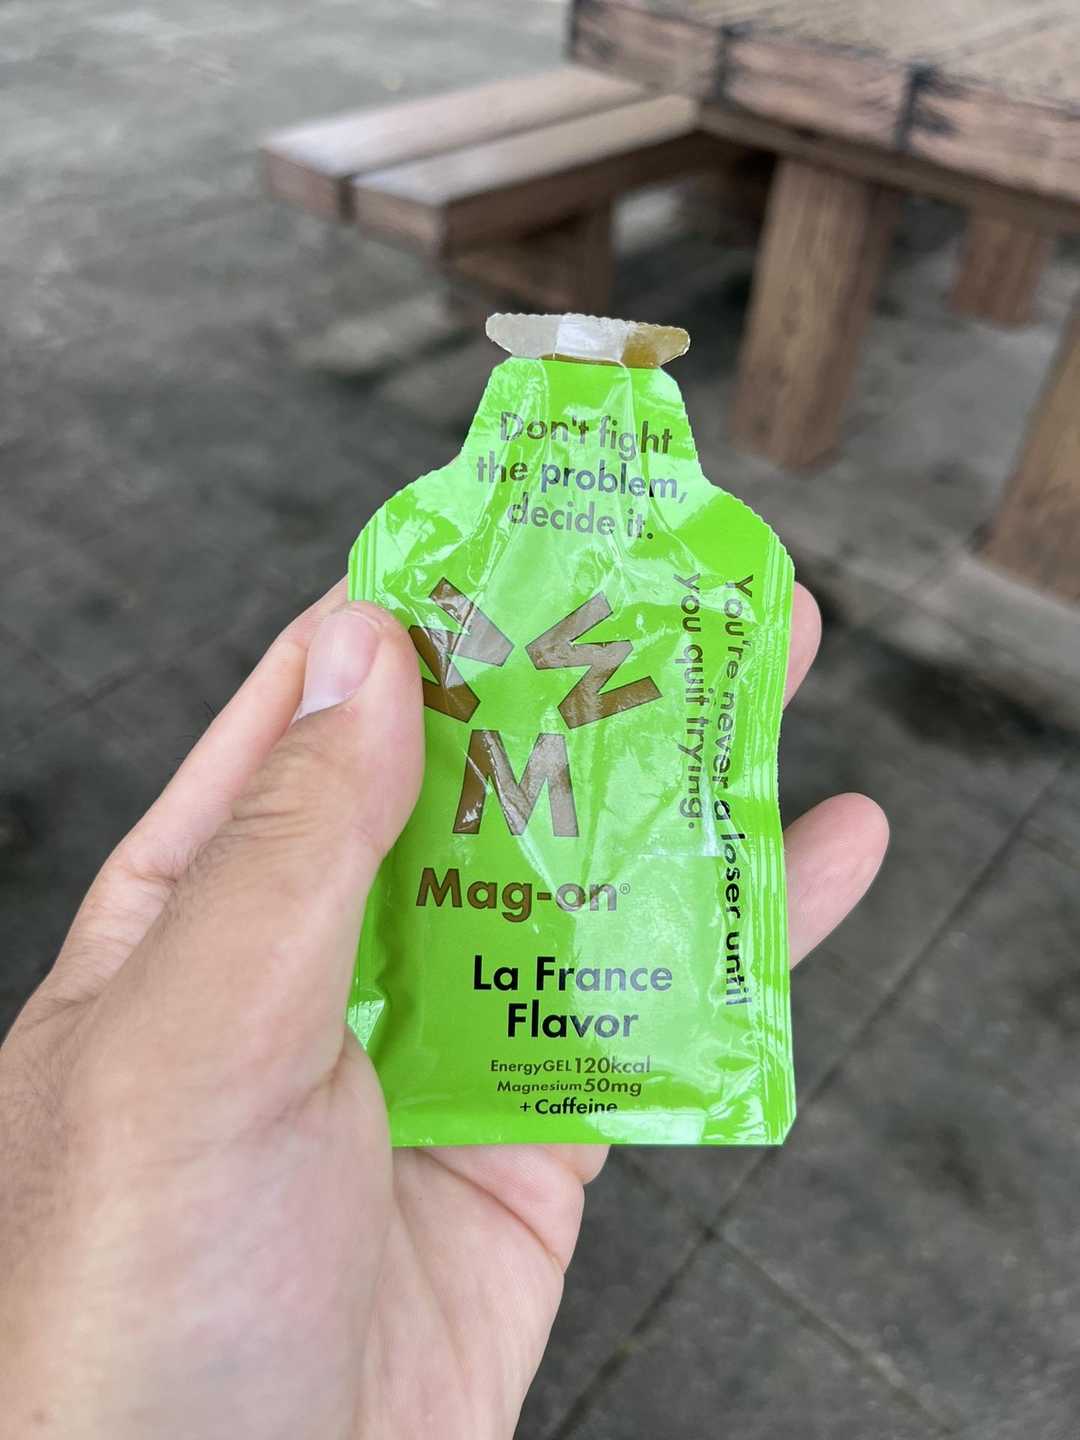 Don't fight
the problem,
decide it.
You're never a loser until
you quit trying.
M M
M
Mag-on®
La France
Flavor
EnergyGEL 120kcal
Magnesium 50mg
+Caffeine